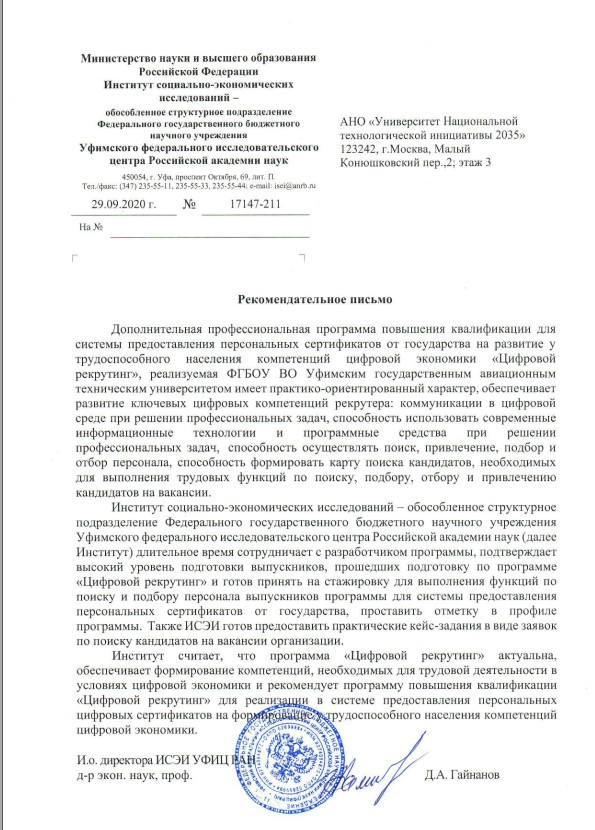 Министерство науки и высшего образования
Российской Федерации
Институт социально-экономических
исследований –
обособленное структурное подразделение
Федерального государственного бюджетного
научного учреждения
Уфимского федерального исследовательского
центра Российской академии наук
450054, г. Уфа, проспект Октября, 69, лит. П.
Тел./факс: (347) 235-55-11, 235-55-33, 235-55-44; e-mail: isei@anrb.ru
29.09.2020 г. № 17147-211
На №
АНО «Университет Национальной
технологической инициативы 2035»
123242, г.Москва, Малый
Конюшковский пер.,2; этаж 3
Рекомендательное письмо
Дополнительная профессиональная программа повышения квалификации для
системы предоставления персональных сертификатов от государства на развитие у
трудоспособного населения компетенций цифровой экономики «Цифровой
рекрутинг», реализуемая ФГБОУ ВО Уфимским государственным авиационным
техническим университетом имеет практико-ориентированный характер, обеспечивает
развитие ключевых цифровых компетенций рекрутера: коммуникации в цифровой
среде при решении профессиональных задач, способность использовать современные
информационные технологии и программные средства при решении
профессиональных задач, способность осуществлять поиск, привлечение, подбор и
отбор персонала, способность формировать карту поиска кандидатов, необходимых
для выполнения трудовых функций по поиску, подбору, отбору и привлечению
кандидатов на вакансии.
Институт социально-экономических исследований – обособленное структурное
подразделение Федерального государственного бюджетного научного учреждения
Уфимского федерального исследовательского центра Российской академии наук (далее
Институт) длительное время сотрудничает с разработчиком программы, подтверждает
высокий уровень подготовки выпускников, прошедших подготовку по программе
«Цифровой рекрутинг» и готов принять на стажировку для выполнения функций по
поиску и подбору персонала выпускников программы для системы предоставления
персональных сертификатов от государства, проставить отметку в профиле
программы. Также ИСЭИ готов предоставить практические кейс-задания в виде заявок
по поиску кандидатов на вакансии организации.
Институт считает, что программа «Цифровой рекрутинг» актуальна,
обеспечивает формирование компетенций, необходимых для трудовой деятельности в
условиях цифровой экономики и рекомендует программу повышения квалификации
«Цифровой рекрутинг» для реализации в системе предоставления персональных
цифровых сертификатов на формирование у трудоспособного населения компетенций
цифровой экономики.
И.о. директора ИСЭИ УФИЦ РАН
д-р экон. наук, проф. Д.А. Гайнанов